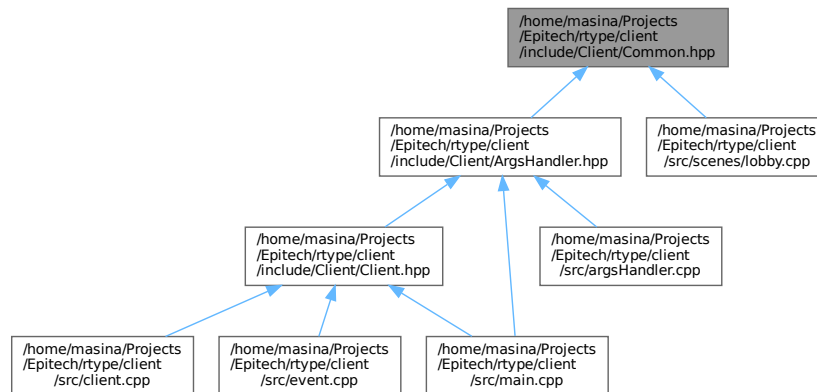 /home/masina/Projects
/Epitech/rtype/client
/include/Client/Common.hpp
/home/masina/Projects
/Epitech/rtype/client
/include/Client/ArgsHandler.hpp
/home/masina/Projects
/Epitech/rtype/client
/src/scenes/lobby.cpp
/home/masina/Projects
/Epitech/rtype/client
/include/Client/Client.hpp
/home/masina/Projects
/Epitech/rtype/client
/src/argsHandler.cpp
/home/masina/Projects
/Epitech/rtype/client
/src/client.cpp
/home/masina/Projects
/Epitech/rtype/client
/src/event.cpp
/home/masina/Projects
/Epitech/rtype/client
/src/main.cpp